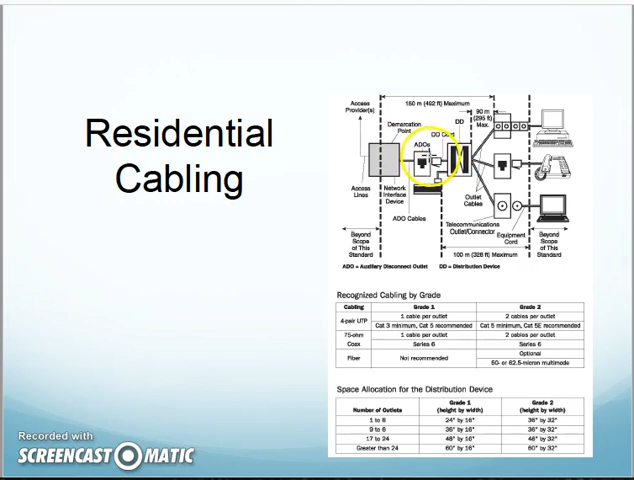 Residential
Cabling
150 m (492 ft) Maximum
Access
Provider(s)
90 m
(295 ft)
Max.
DD
Demarcation
Point
DD Cord
ADOs
Access
Lines
Network
Interface
Device
Outlet
Cables
ADO Cables
Telecommunications
Outlet/Connector
Equipment
Cord
Beyond
Scope
of This
Standard
Beyond
Scope
of This
Standard
100 m (328 ft) Maximum
ADO = Auxiliary Disconnect Outlet DD = Distribution Device
Recognized Cabling by Grade
Cabling Grade 1 Grade 2
4-pair UTP 1 cable per outlet 2 cables per outlet
Cat 3 minimum, Cat 5 recommended Cat 5 minimum, Cat 5E recommended
75-ohm 1 cable per outlet 2 cables per outlet
Coax Series 6 Series 6
Fiber Not recommended Optional
50- or 62.5-micron multimode
Space Allocation for the Distribution Device
Number of Outlets Grade 1 (height by width) Grade 2 (height by width)
1 to 8 24" by 16" 36" by 32"
36" by 16" 36" by 32"
17 to 24 48" by 16" 48" by 32"
Greater than 24 60" by 16" 60" by 32"
Recorded with
SCREENCAST O MATIC